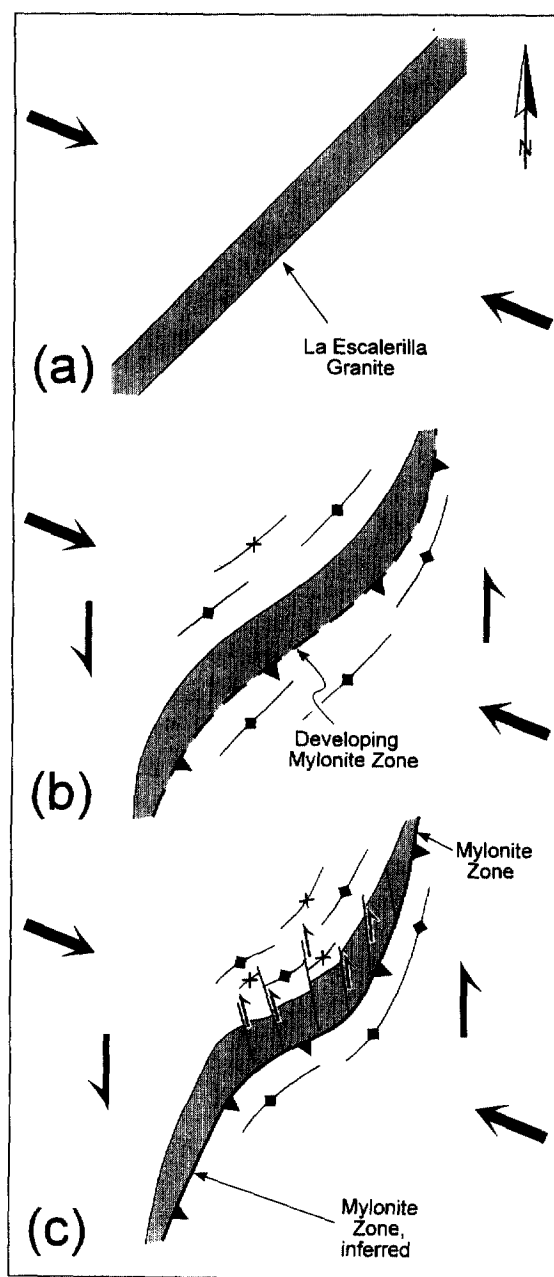 N
La Escalerilla
Granite
(a)
Developing
Mylonite Zone
(b)
Mylonite
Zone
Mylonite
Zone,
inferred
(c)